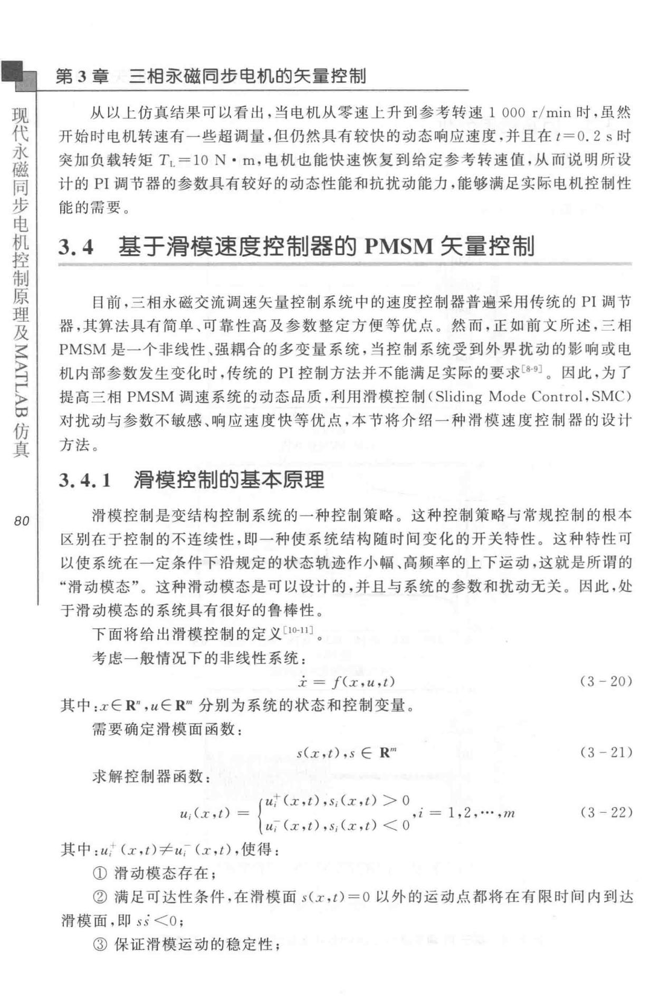 第 3 章　三相永磁同步电机的矢量控制
从以上仿真结果可以看出,当电机从零速上升到参考转速 1 000 r/min 时,虽然
开始时电机转速有一些超调量,但仍然具有较快的动态响应速度,并且在 t=0.2 s 时
突加负载转矩 T_L=10 N·m,电机也能快速恢复到给定参考转速值,从而说明所设
计的 PI 调节器的参数具有较好的动态性能和抗扰动能力,能够满足实际电机控制性
能的需要。
3.4　基于滑模速度控制器的 PMSM 矢量控制
目前,三相永磁交流调速矢量控制系统中的速度控制器普遍采用传统的 PI 调节
器,其算法具有简单、可靠性高及参数整定方便等优点。然而,正如前文所述,三相
PMSM 是一个非线性、强耦合的多变量系统,当控制系统受到外界扰动的影响或电
机内部参数发生变化时,传统的 PI 控制方法并不能满足实际的要求[8-9]。因此,为了
提高三相 PMSM 调速系统的动态品质,利用滑模控制(Sliding Mode Control,SMC)
对扰动与参数不敏感、响应速度快等优点,本节将介绍一种滑模速度控制器的设计
方法。
3.4.1　滑模控制的基本原理
滑模控制是变结构控制系统的一种控制策略。这种控制策略与常规控制的根本
区别在于控制的不连续性,即一种使系统结构随时间变化的开关特性。这种特性可
以使系统在一定条件下沿规定的状态轨迹作小幅、高频率的上下运动,这就是所谓的
“滑动模态”。这种滑动模态是可以设计的,并且与系统的参数和扰动无关。因此,处
于滑动模态的系统具有很好的鲁棒性。
下面将给出滑模控制的定义[10-11]。
考虑一般情况下的非线性系统:
ẋ = f(x,u,t)　(3-20)
其中:x∈Rⁿ,u∈Rᵐ 分别为系统的状态和控制变量。
需要确定滑模面函数:
s(x,t),s ∈ Rᵐ　(3-21)
求解控制器函数:
u_i(x,t) = { u_i^+(x,t),s_i(x,t) > 0
u_i^-(x,t),s_i(x,t) < 0 ,i = 1,2,…,m　(3-22)
其中:u_i^+(x,t)≠u_i^-(x,t),使得:
① 滑动模态存在;
② 满足可达性条件,在滑模面 s(x,t)=0 以外的运动点都将在有限时间内到达
滑模面,即 sṡ<0;
③ 保证滑模运动的稳定性;
现代永磁同步电机控制原理及MATLAB仿真
80